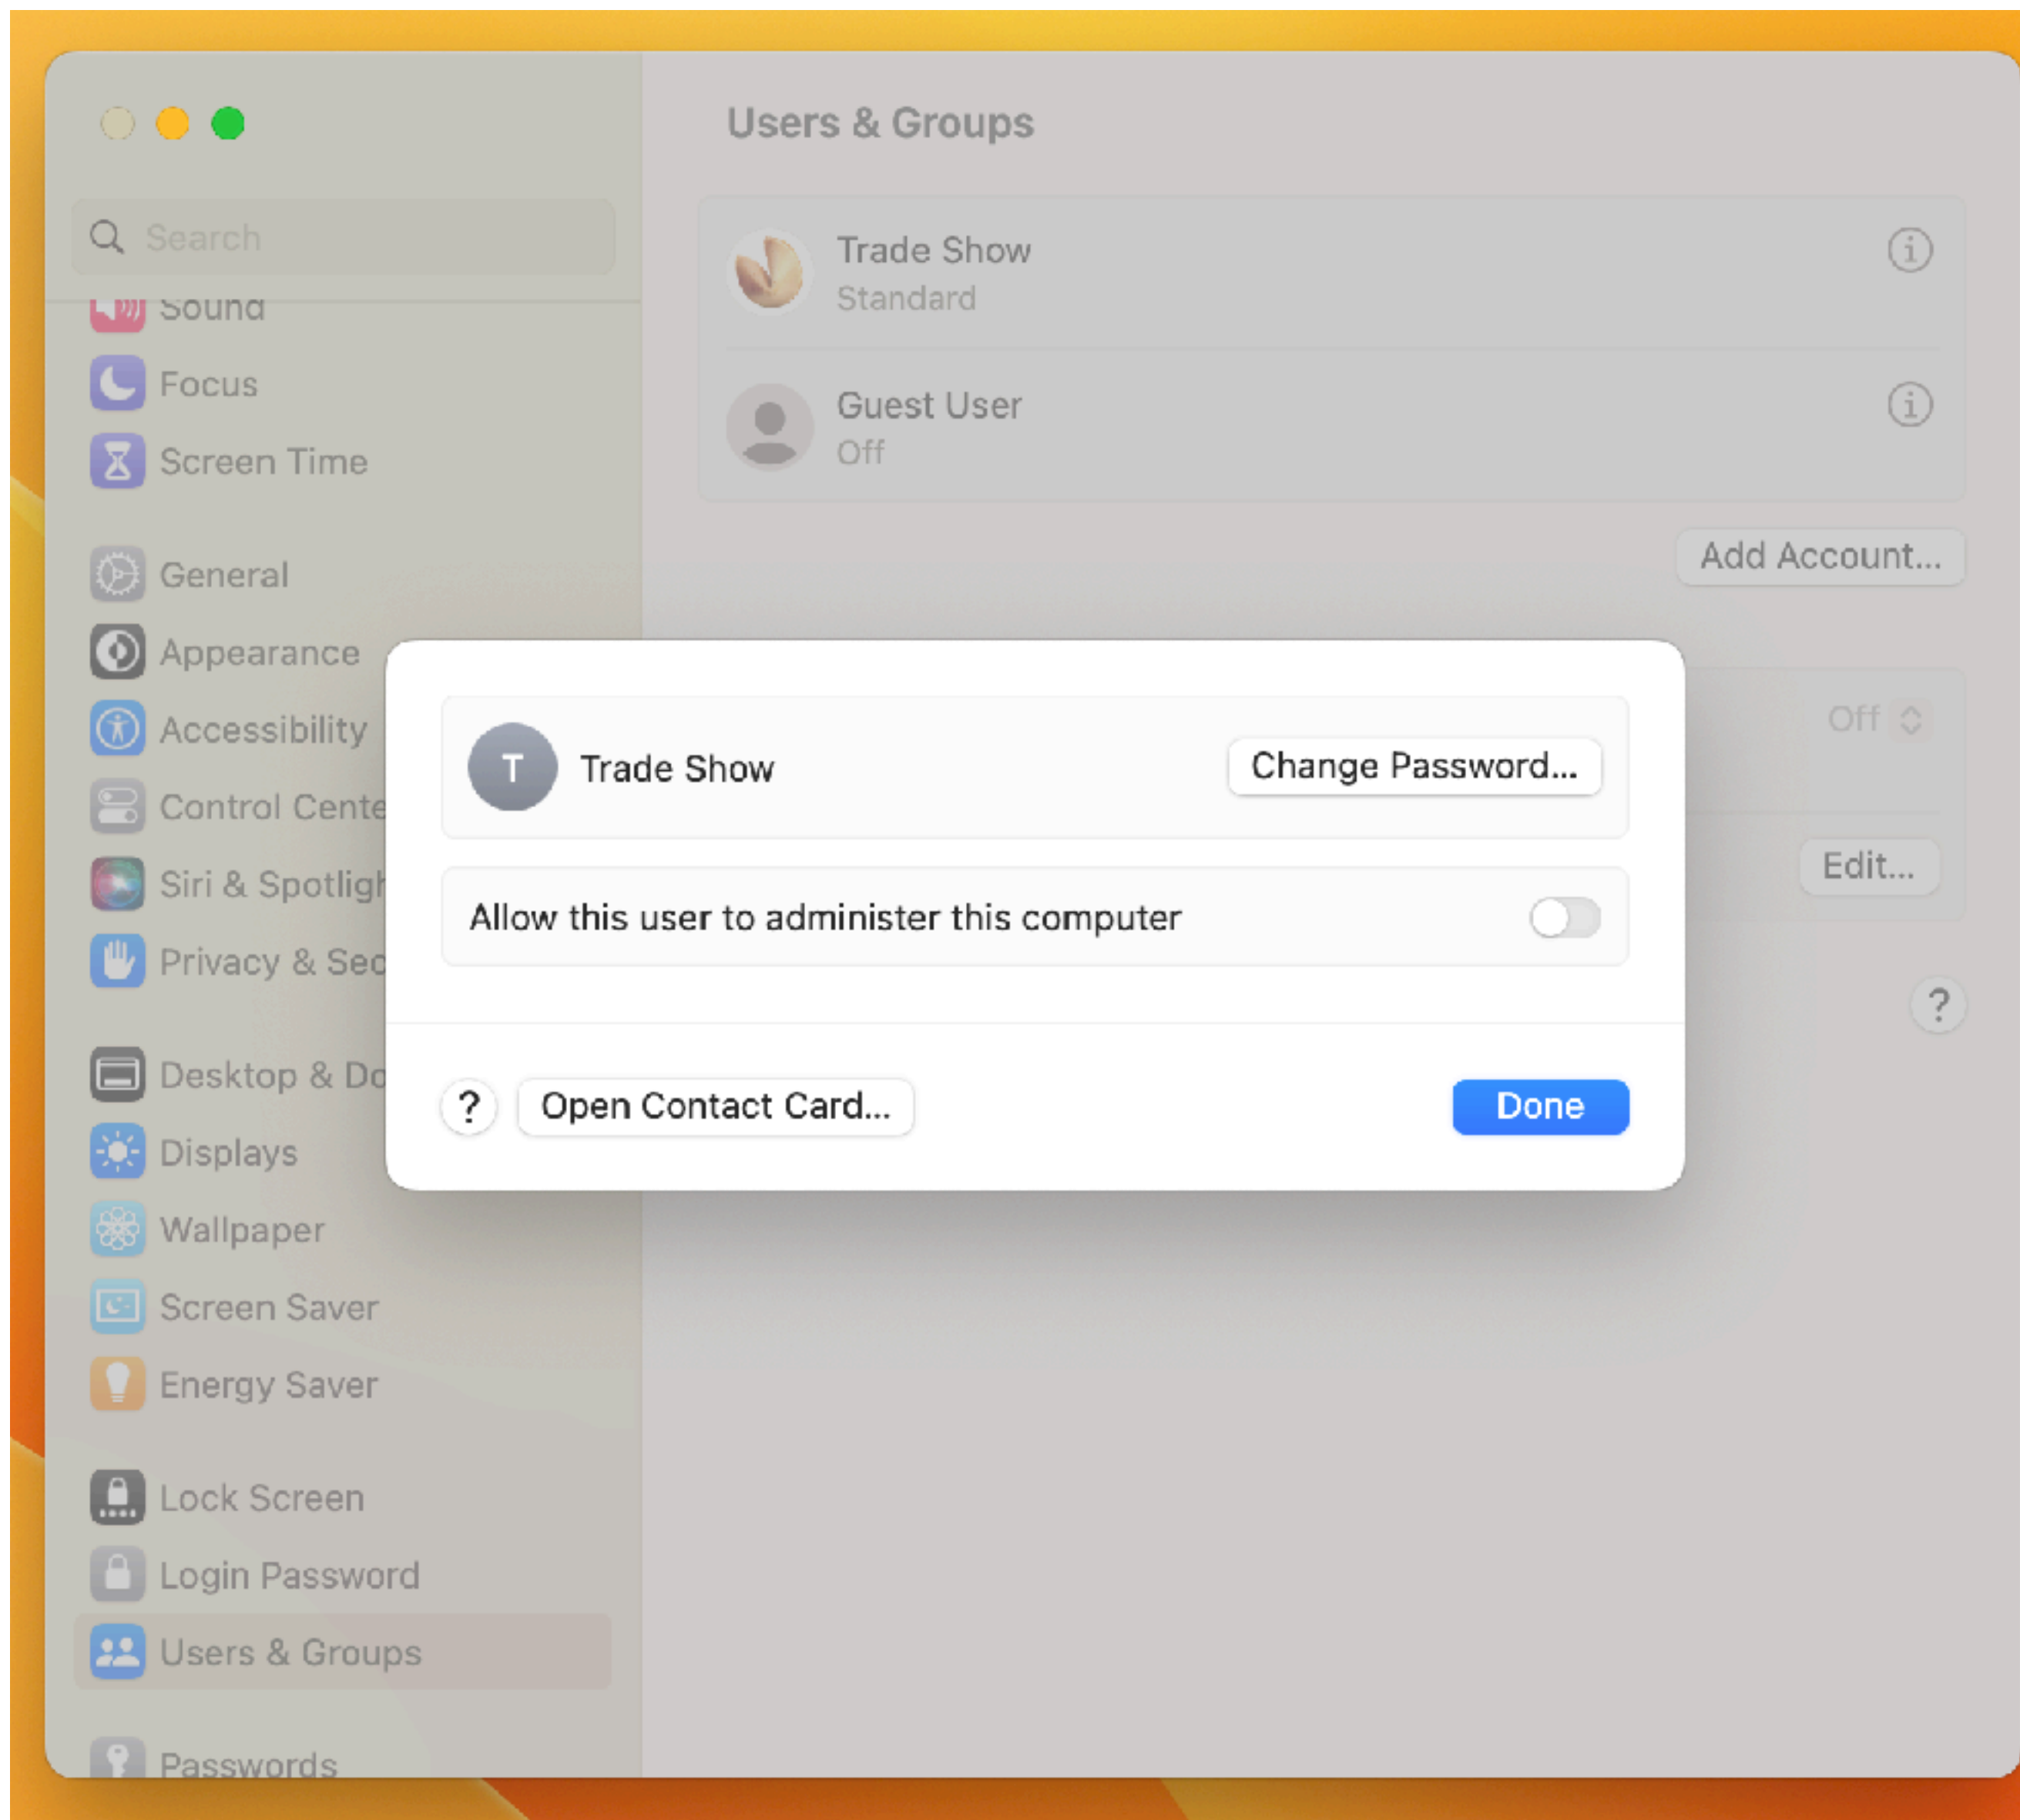 Users & Groups
Search
Sound
Focus
Screen Time
General
Appearance
Accessibility
Control Cente
Siri & Spotligh
Privacy & Sec
Desktop & Do
Displays
Wallpaper
Screen Saver
Energy Saver
Lock Screen
Login Password
Users & Groups
Passwords
Trade Show
Standard
Guest User
Off
Add Account...
Off
Edit...
?
T
Trade Show
Change Password...
Allow this user to administer this computer
?
Open Contact Card...
Done